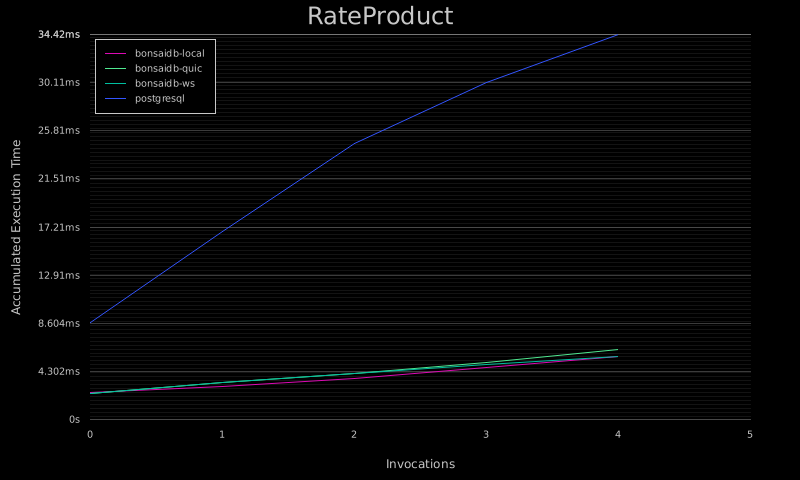 RateProduct
34.42ms
30.11ms
25.81ms
21.51ms
17.21ms
12.91ms
8.604ms
4.302ms
0s
bonsaidb-local
bonsaidb-quic
bonsaidb-ws
postgresql
Accumulated Execution Time
0 1 2 3 4 5
Invocations